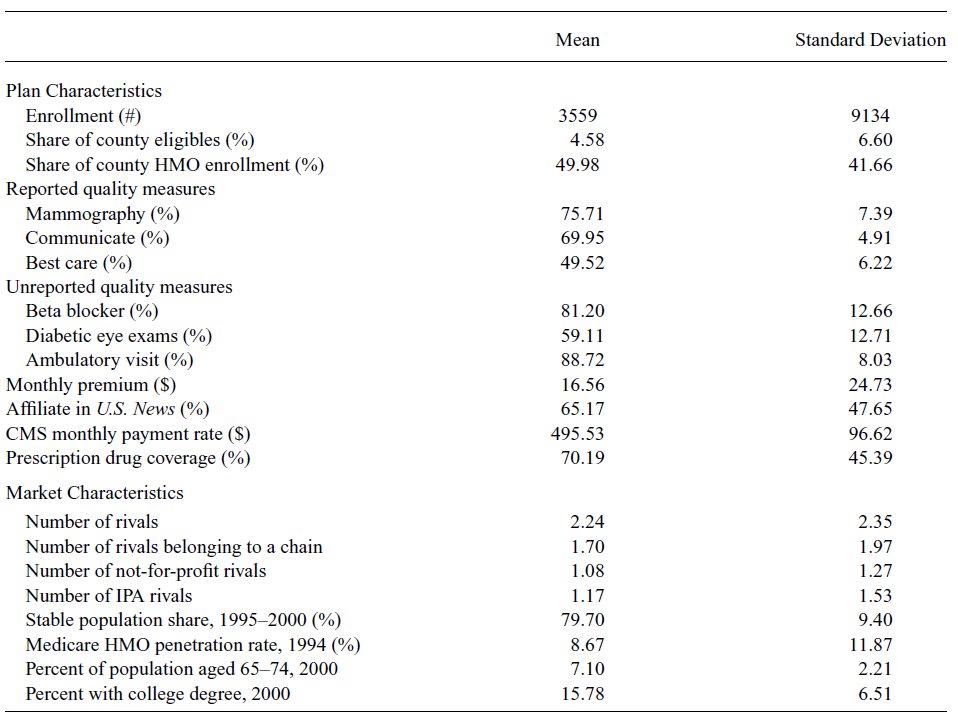 Mean Standard Deviation
Plan Characteristics
Enrollment (#) 3559 9134
Share of county eligibles (%) 4.58 6.60
Share of county HMO enrollment (%) 49.98 41.66
Reported quality measures
Mammography (%) 75.71 7.39
Communicate (%) 69.95 4.91
Best care (%) 49.52 6.22
Unreported quality measures
Beta blocker (%) 81.20 12.66
Diabetic eye exams (%) 59.11 12.71
Ambulatory visit (%) 88.72 8.03
Monthly premium ($) 16.56 24.73
Affiliate in U.S. News (%) 65.17 47.65
CMS monthly payment rate ($) 495.53 96.62
Prescription drug coverage (%) 70.19 45.39
Market Characteristics
Number of rivals 2.24 2.35
Number of rivals belonging to a chain 1.70 1.97
Number of not-for-profit rivals 1.08 1.27
Number of IPA rivals 1.17 1.53
Stable population share, 1995–2000 (%) 79.70 9.40
Medicare HMO penetration rate, 1994 (%) 8.67 11.87
Percent of population aged 65–74, 2000 7.10 2.21
Percent with college degree, 2000 15.78 6.51